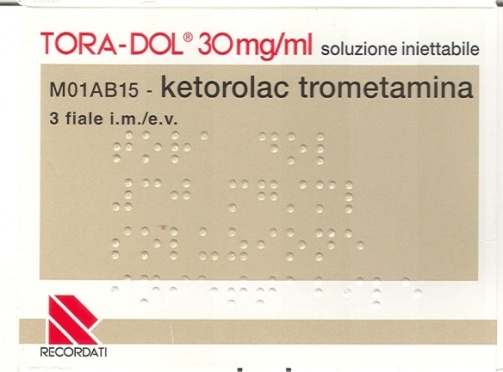 TORA-DOL® 30mg/ml soluzione iniettabile
M01AB15 - ketorolac trometamina
3 fiale i.m./e.v.
RECORDATI